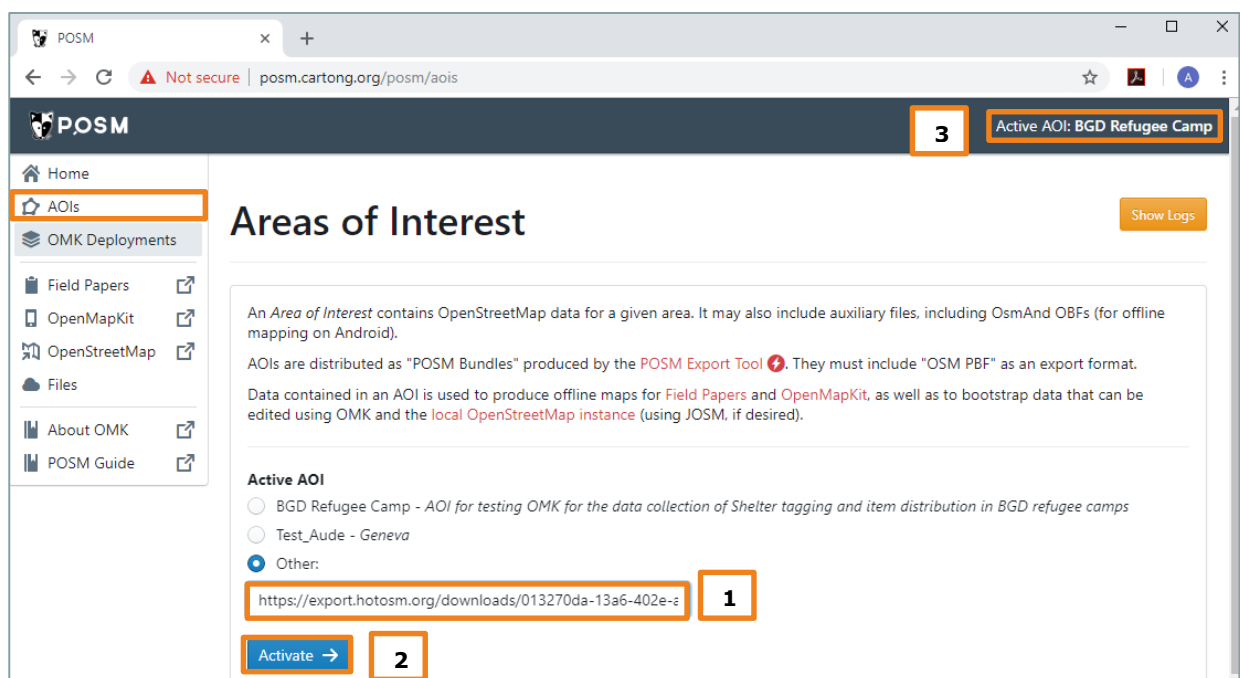 POSM
Not secure | posm.cartong.org/posm/aois
A
POSM
3
Active AOI: BGD Refugee Camp
Home
AOIs
OMK Deployments
Field Papers
OpenMapKit
OpenStreetMap
Files
About OMK
POSM Guide
Areas of Interest
Show Logs
An Area of Interest contains OpenStreetMap data for a given area. It may also include auxiliary files, including OsmAnd OBFs (for offline
mapping on Android).
AOIs are distributed as "POSM Bundles" produced by the POSM Export Tool. They must include "OSM PBF" as an export format.
Data contained in an AOI is used to produce offline maps for Field Papers and OpenMapKit, as well as to bootstrap data that can be
edited using OMK and the local OpenStreetMap instance (using JOSM, if desired).
Active AOI
BGD Refugee Camp - AOI for testing OMK for the data collection of Shelter tagging and item distribution in BGD refugee camps
Test_Aude - Geneva
Other:
https://export.hotosm.org/downloads/013270da-13a6-402e-a
1
Activate →
2